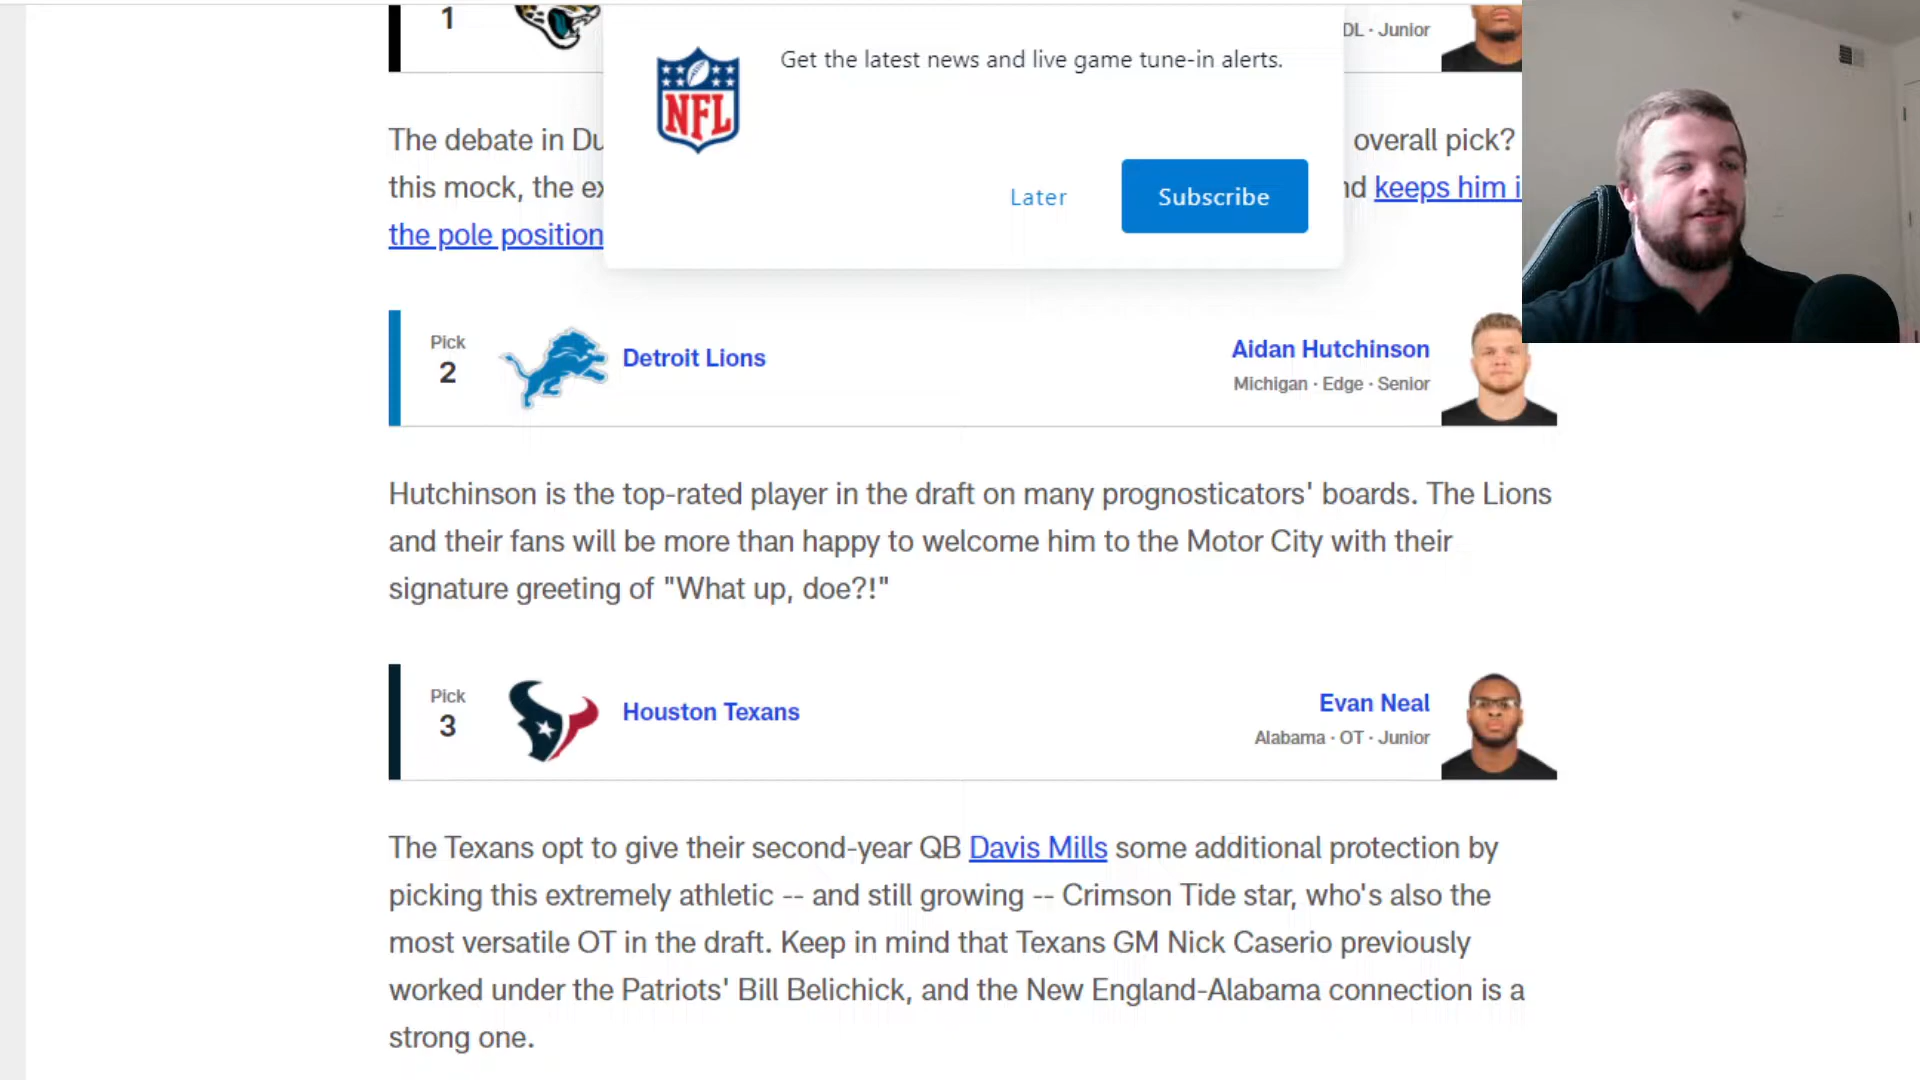 1
DL · Junior
Get the latest news and live game tune-in alerts.
NFL
The debate in Du
overall pick?
this mock, the ex
nd keeps him i
Later
Subscribe
the pole position
Pick
2
Detroit Lions
Aidan Hutchinson
Michigan · Edge · Senior
Hutchinson is the top-rated player in the draft on many prognosticators' boards. The Lions
and their fans will be more than happy to welcome him to the Motor City with their
signature greeting of "What up, doe?!"
Pick
3
Houston Texans
Evan Neal
Alabama · OT · Junior
The Texans opt to give their second-year QB Davis Mills some additional protection by
picking this extremely athletic -- and still growing -- Crimson Tide star, who's also the
most versatile OT in the draft. Keep in mind that Texans GM Nick Caserio previously
worked under the Patriots' Bill Belichick, and the New England-Alabama connection is a
strong one.